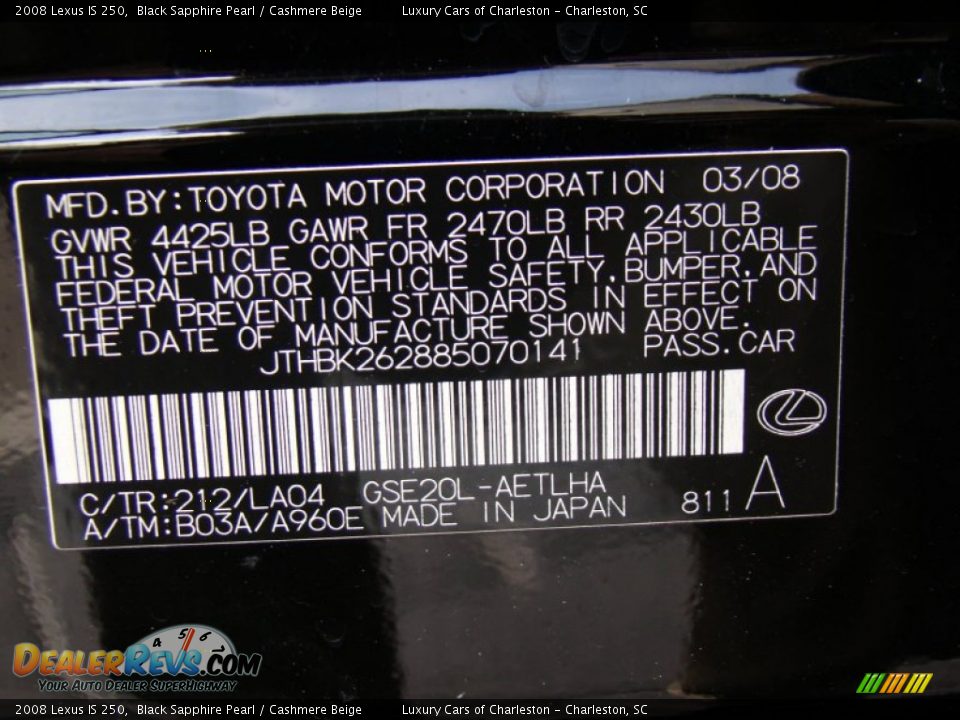 2008 Lexus IS 250, Black Sapphire Pearl / Cashmere Beige Luxury Cars of Charleston - Charleston, SC
MFD.BY:TOYOTA MOTOR CORPORATION 03/08
GVWR 4425LB GAWR FR 2470LB RR 2430LB
THIS VEHICLE CONFORMS TO ALL APPLICABLE
FEDERAL MOTOR VEHICLE SAFETY,BUMPER,AND
THEFT PREVENTION STANDARDS IN EFFECT ON
THE DATE OF MANUFACTURE SHOWN ABOVE.
JTHBK262885070141 PASS.CAR
C/TR:212/LA04 GSE20L-AETLHA
A/TM:B03A/A960E MADE IN JAPAN 811 A
4 5 6
DEALERREVS.COM
YOUR AUTO DEALER SUPERHIGHWAY
2008 Lexus IS 250, Black Sapphire Pearl / Cashmere Beige Luxury Cars of Charleston - Charleston, SC